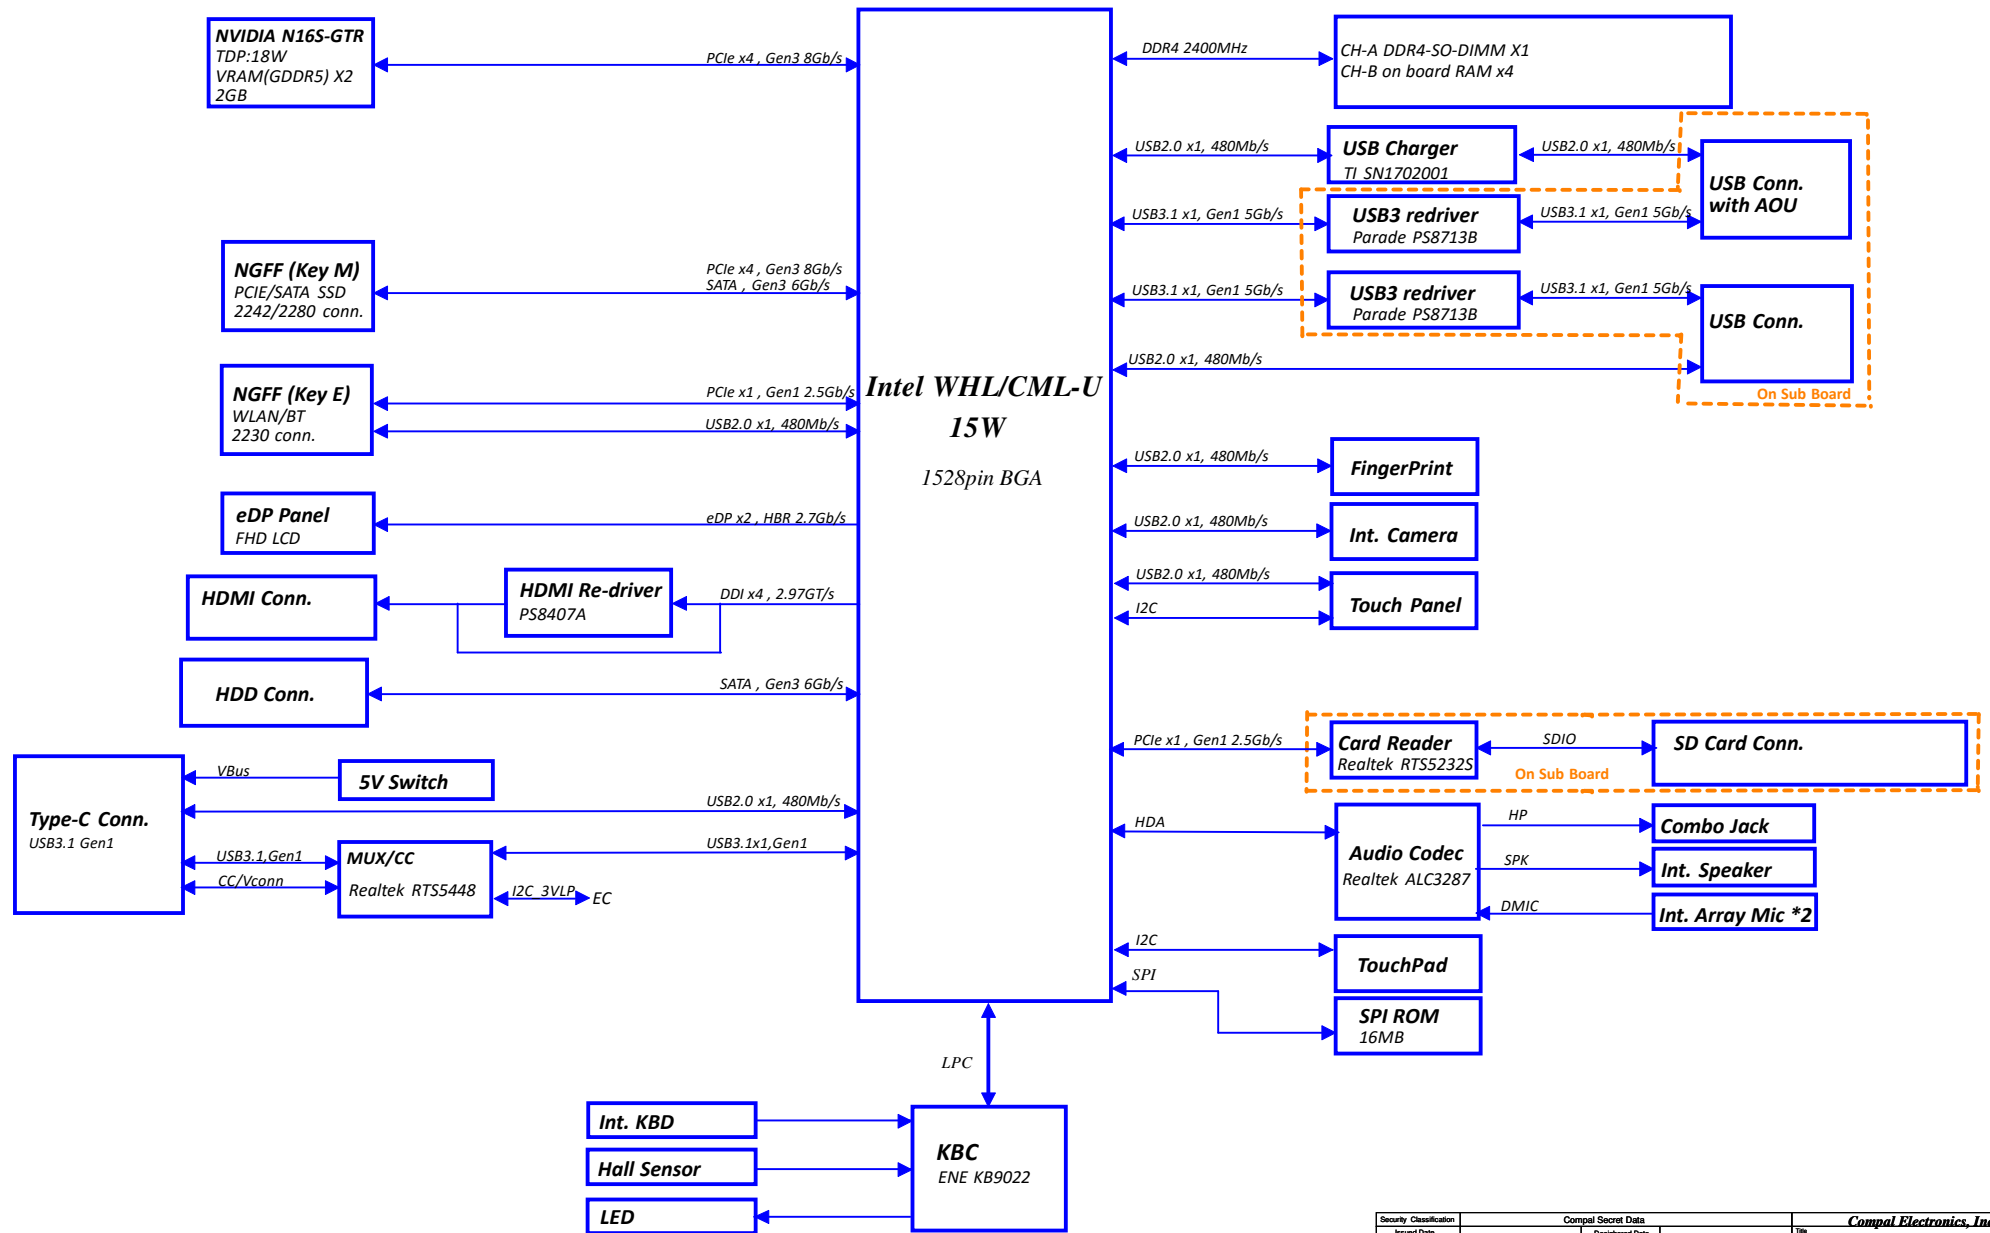 NVIDIA N16S-GTR
TDP:18W
VRAM(GDDR5) X2
2GB
PCIe x4 , Gen3 8Gb/s
NGFF (Key M)
PCIE/SATA SSD
2242/2280 conn.
PCIe x4 , Gen3 8Gb/s
SATA , Gen3 6Gb/s
NGFF (Key E)
WLAN/BT
2230 conn.
PCIe x1 , Gen1 2.5Gb/s
USB2.0 x1, 480Mb/s
eDP Panel
FHD LCD
eDP x2 , HBR 2.7Gb/s
HDMI Conn.
HDMI Re-driver
PS8407A
DDI x4 , 2.97GT/s
HDD Conn.
SATA , Gen3 6Gb/s
Type-C Conn.
USB3.1 Gen1
VBus
5V Switch
USB2.0 x1, 480Mb/s
USB3.1,Gen1
CC/Vconn
MUX/CC
Realtek RTS5448
USB3.1x1,Gen1
I2C_3VLP
EC
Intel WHL/CML-U
15W
1528pin BGA
DDR4 2400MHz
CH-A DDR4-SO-DIMM X1
CH-B on board RAM x4
USB2.0 x1, 480Mb/s
USB Charger
TI SN1702001
USB2.0 x1, 480Mb/s
USB Conn.
with AOU
USB3.1 x1, Gen1 5Gb/s
USB3 redriver
Parade PS8713B
USB3.1 x1, Gen1 5Gb/s
USB3.1 x1, Gen1 5Gb/s
USB3 redriver
Parade PS8713B
USB3.1 x1, Gen1 5Gb/s
USB Conn.
USB2.0 x1, 480Mb/s
On Sub Board
USB2.0 x1, 480Mb/s
FingerPrint
USB2.0 x1, 480Mb/s
Int. Camera
USB2.0 x1, 480Mb/s
I2C
Touch Panel
PCIe x1 , Gen1 2.5Gb/s
Card Reader
Realtek RTS5232S
SDIO
SD Card Conn.
On Sub Board
HDA
Audio Codec
Realtek ALC3287
HP
Combo Jack
SPK
Int. Speaker
DMIC
Int. Array Mic *2
I2C
TouchPad
SPI
SPI ROM
16MB
LPC
Int. KBD
Hall Sensor
LED
KBC
ENE KB9022
Security Classification
Compal Secret Data
Compal Electronics, Inc
Issued Date
Deciphered Date
Title